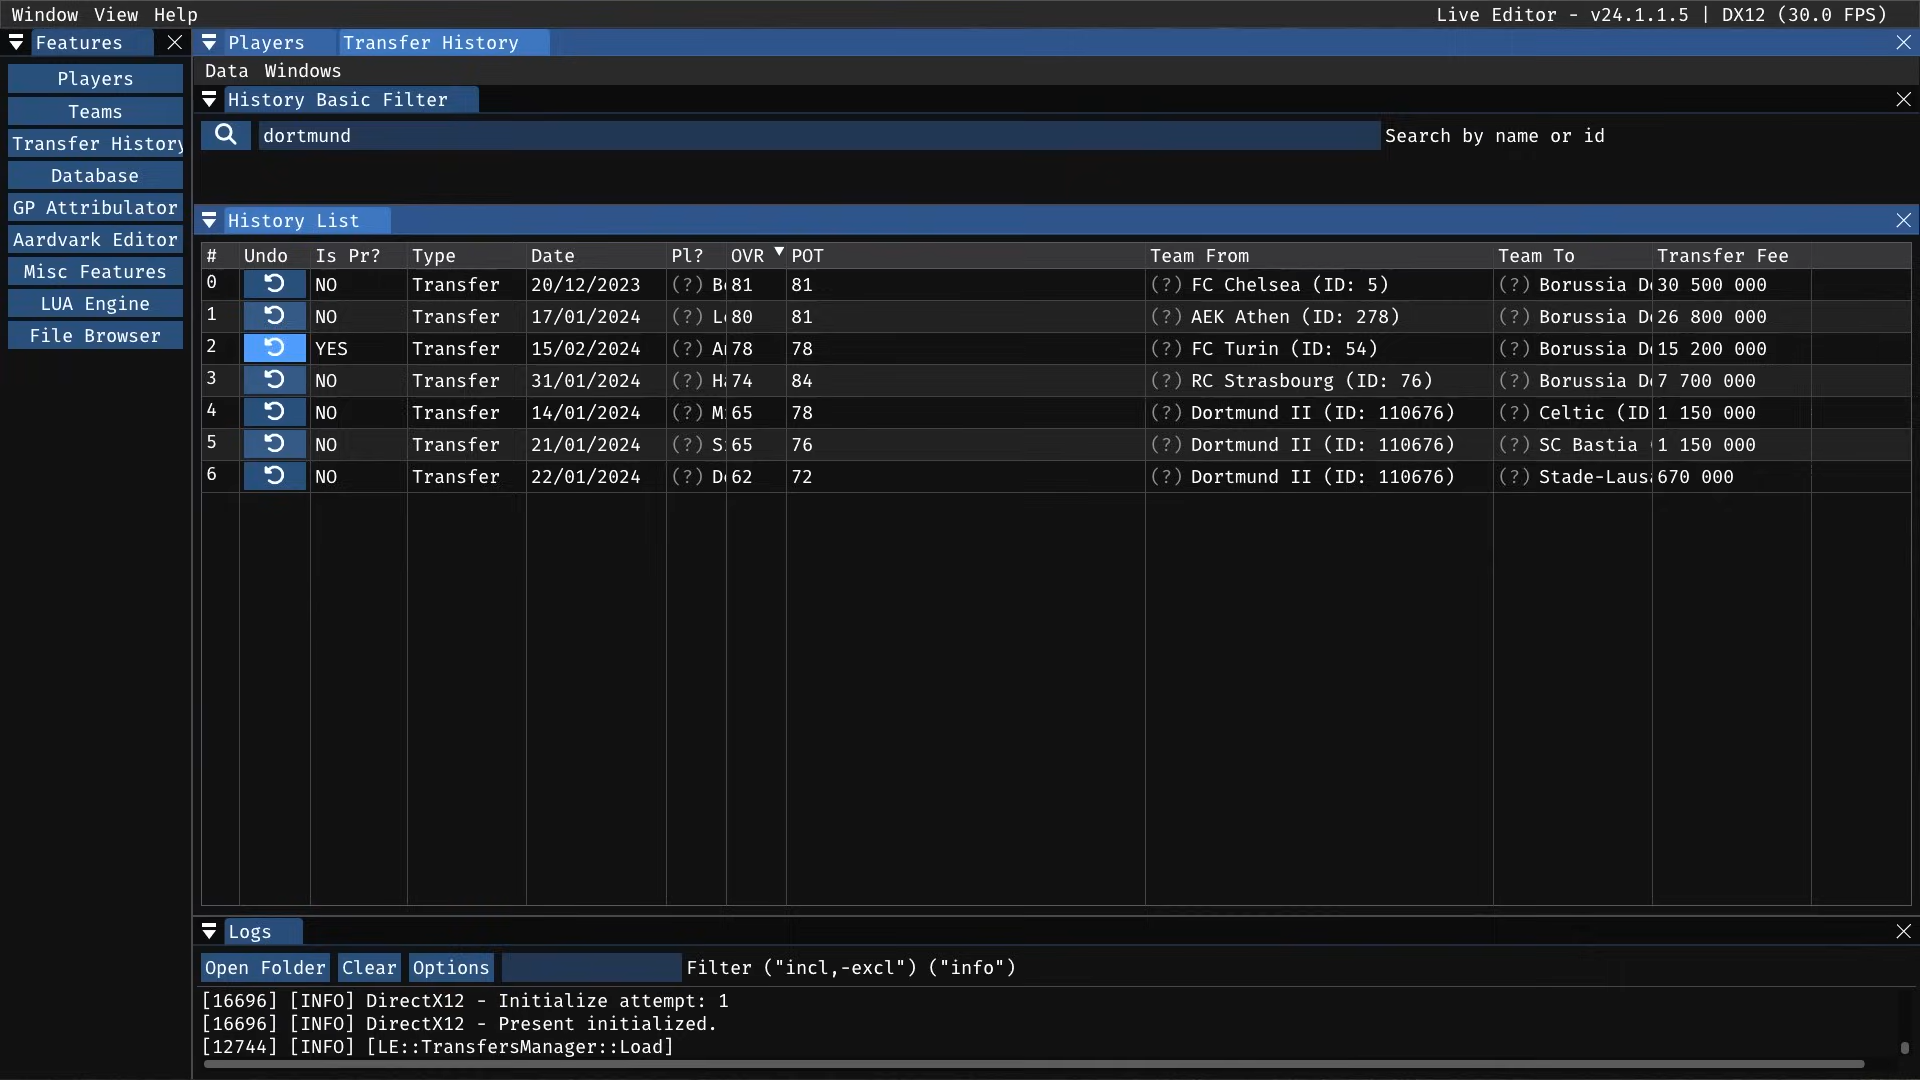 Window View Help Live Editor - v24.1.1.5 | DX12 (30.0 FPS)
Features Players Transfer History
Data Windows
History Basic Filter
dortmund Search by name or id
Players
Teams
Transfer History
Database
GP Attribulator
Aardvark Editor
Misc Features
LUA Engine
File Browser
History List
# Undo Is Pr? Type Date Pl? OVR POT Team From Team To Transfer Fee
0 NO Transfer 20/12/2023 (?) 81 81 (?) FC Chelsea (ID: 5) (?) Borussia 30 500 000
1 NO Transfer 17/01/2024 (?) 80 81 (?) AEK Athen (ID: 278) (?) Borussia 26 800 000
2 YES Transfer 15/02/2024 (?) 78 78 (?) FC Turin (ID: 54) (?) Borussia 15 200 000
3 NO Transfer 31/01/2024 (?) 74 84 (?) RC Strasbourg (ID: 76) (?) Borussia 7 700 000
4 NO Transfer 14/01/2024 (?) 65 78 (?) Dortmund II (ID: 110676) (?) Celtic (ID 1 150 000
5 NO Transfer 21/01/2024 (?) 65 76 (?) Dortmund II (ID: 110676) (?) SC Bastia 1 150 000
6 NO Transfer 22/01/2024 (?) 62 72 (?) Dortmund II (ID: 110676) (?) Stade-Laus 670 000
Logs
Open Folder Clear Options Filter ("incl,-excl") ("info")
[16696] [INFO] DirectX12 - Initialize attempt: 1
[16696] [INFO] DirectX12 - Present initialized.
[12744] [INFO] [LE::TransfersManager::Load]